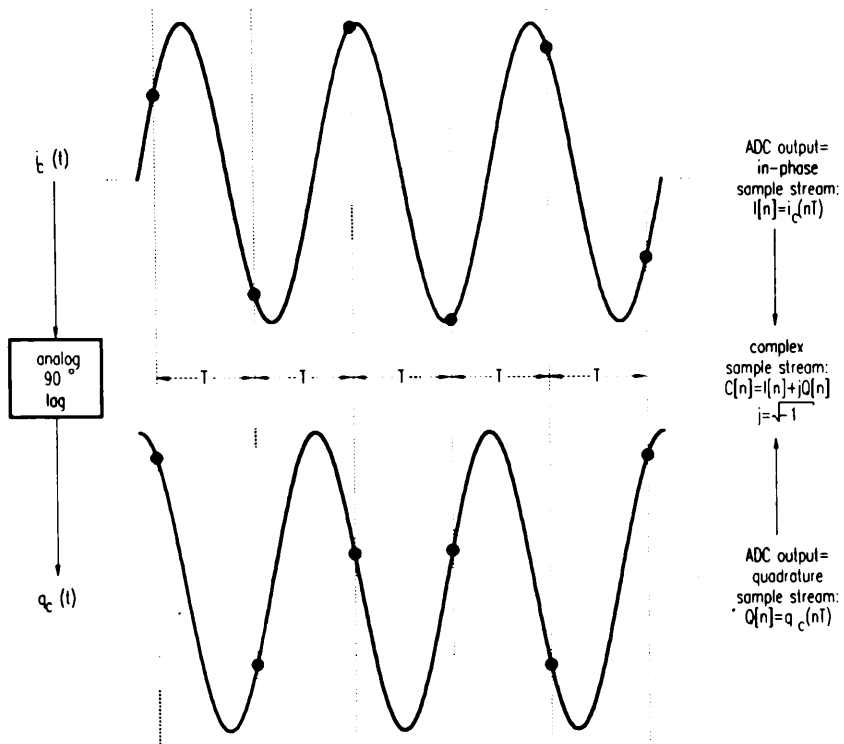 i_c(t)
analog
90°
lag
q_c(t)
T T T T T
ADC output=
in-phase
sample stream:
I[n]=i_c(nT)
complex
sample stream:
C[n]=I[n]+jQ[n]
j=√-1
ADC output=
quadrature
sample stream:
Q[n]=q_c(nT)